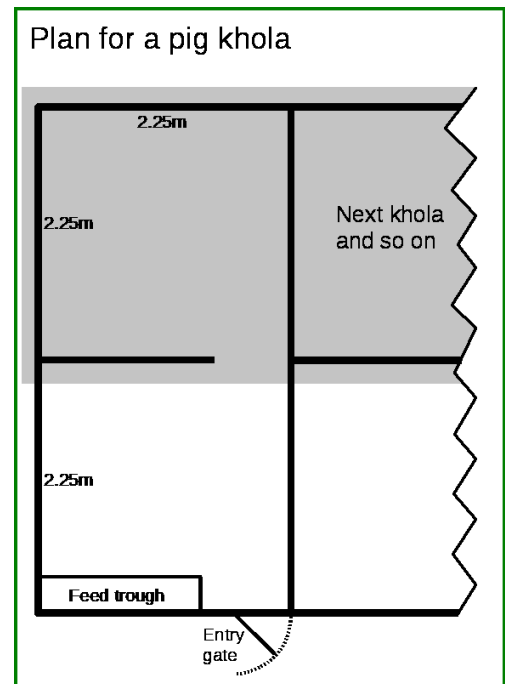 Plan for a pig khola
2.25m
2.25m
Next khola
and so on
2.25m
Feed trough
Entry
gate